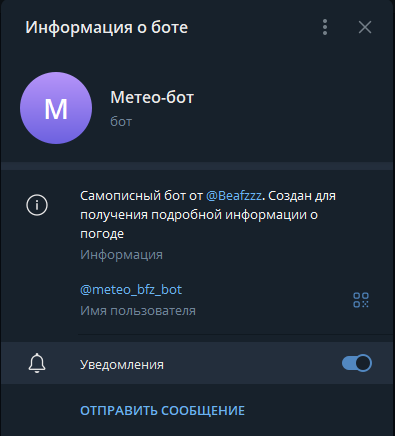 Информация о боте
М
Метео-бот
бот
Самописный бот от @Beafzzz. Создан для
получения подробной информации о
погоде
Информация
@meteo_bfz_bot
Имя пользователя
Уведомления
ОТПРАВИТЬ СООБЩЕНИЕ